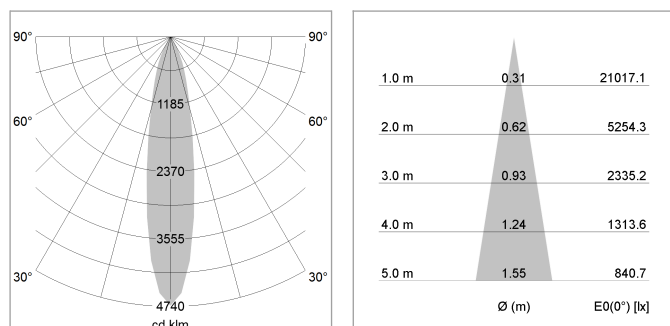 90° 90°
1185
60° 60°
2370
3555
30° 30°
4740
cd klm
1.0 m 0.31 21017.1
2.0 m 0.62 5254.3
3.0 m 0.93 2335.2
4.0 m 1.24 1313.6
5.0 m 1.55 840.7
Ø (m) E0(0°) [lx]